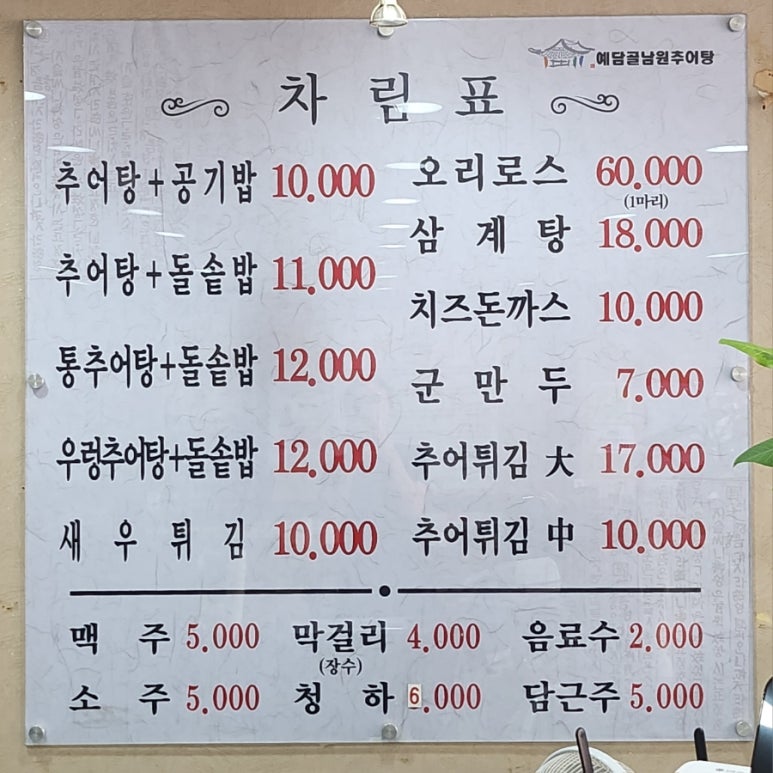 예담골남원추어탕
차림표
추어탕+공기밥 10.000
추어탕+돌솥밥 11.000
통추어탕+돌솥밥 12.000
우렁추어탕+돌솥밥 12.000
새우튀김 10.000
오리로스 60.000
(1마리)
삼계탕 18.000
치즈돈까스 10.000
군만두 7.000
추어튀김 大 17.000
추어튀김 中 10.000
맥주 5.000 막걸리 4.000 음료수 2.000
(장수)
소주 5.000 청하 6.000 담근주 5.000